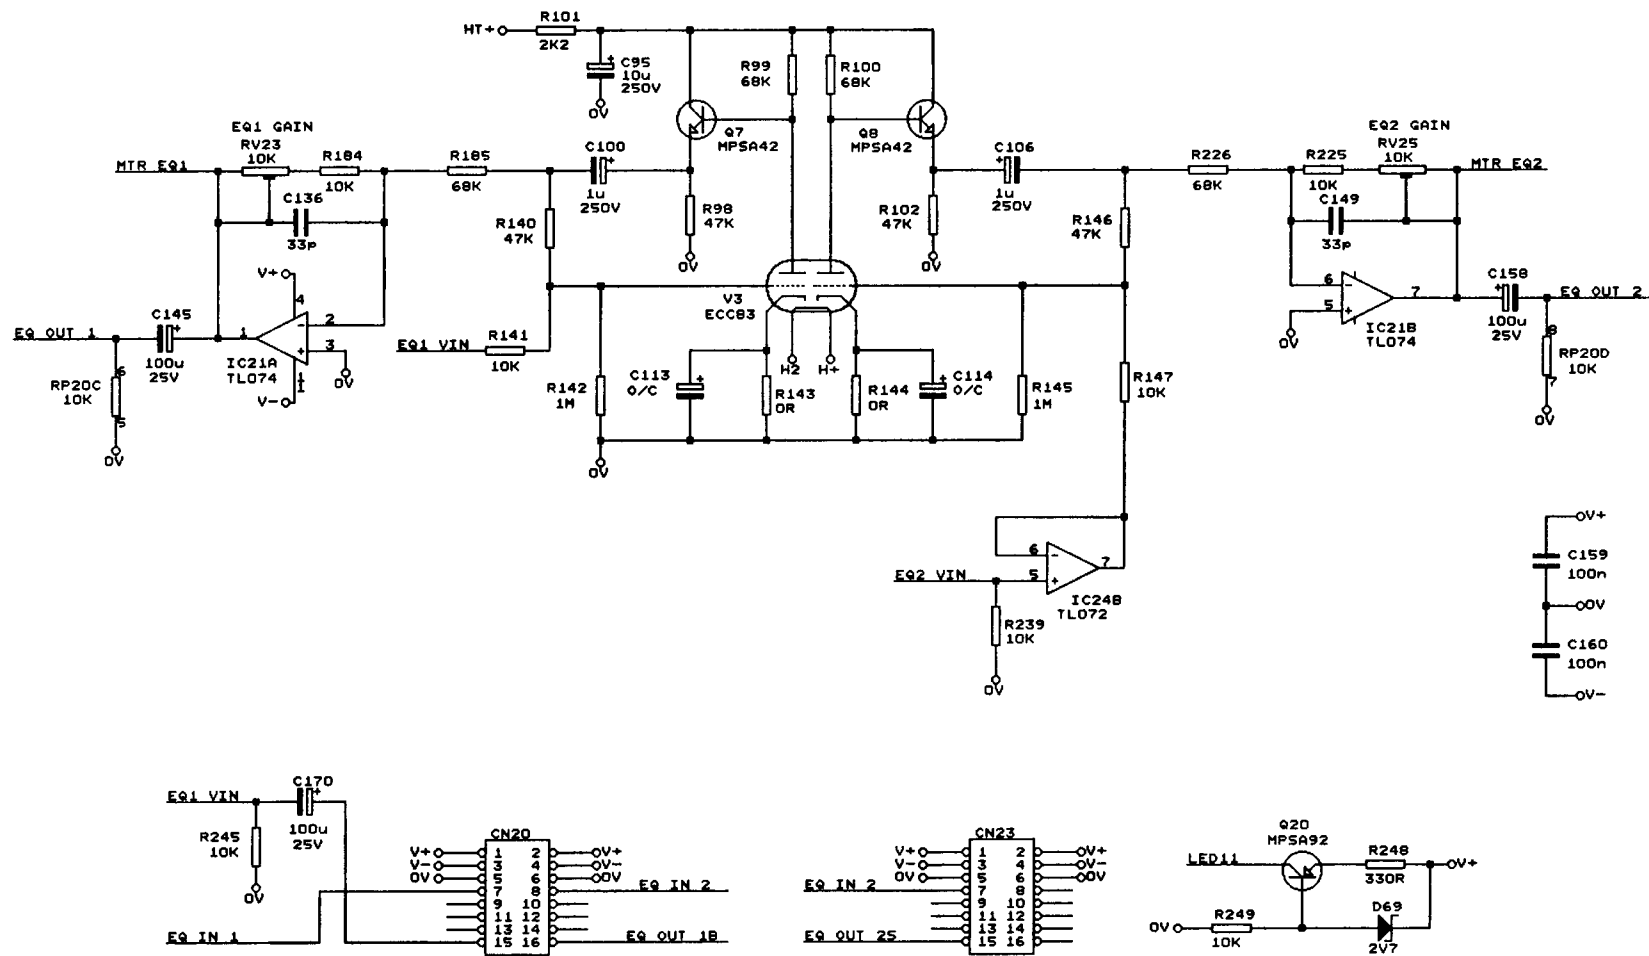 HT+
R101
2K2
C95
10u
250V
0V
R99
68K
R100
68K
Q7
MPSA42
Q8
MPSA42
EQ1 GAIN
RV23
10K
MTR EQ1
R184
10K
C136
33p
R185
68K
C100
1u
250V
R98
47K
0V
R102
47K
0V
C106
1u
250V
R226
68K
EQ2 GAIN
RV25
10K
R225
10K
MTR EQ2
C149
33p
R140
47K
R146
47K
V+
4
1
2
3
IC21A
TL074
V-
0V
EQ OUT 1
C145
100u
25V
RP20C
10K
6
5
0V
EQ1 VIN
R141
10K
V3
ECC83
H2
H+
R142
1M
C113
O/C
R143
0R
R144
0R
C114
O/C
R145
1M
0V
R147
10K
6
5
7
IC21B
TL074
0V
C158
100u
25V
EQ OUT 2
8
RP20D
10K
7
0V
EQ2 VIN
6
5
7
IC24B
TL072
R239
10K
0V
V+
C159
100n
0V
C160
100n
V-
EQ1 VIN
C170
100u
25V
R245
10K
0V
EQ IN 1
CN20
V+ 1 2 V+
V- 3 4 V-
0V 5 6 0V
7 8 EQ IN 2
9 10
11 12
13 14
15 16 EQ OUT 1B
CN23
V+ 1 2 V+
V- 3 4 V-
0V 5 6 0V
EQ IN 2 7 8
9 10
11 12
13 14
EQ OUT 2S 15 16
Q20
MPSA92
LED11
R248
330R
V+
0V
R249
10K
D69
2V7